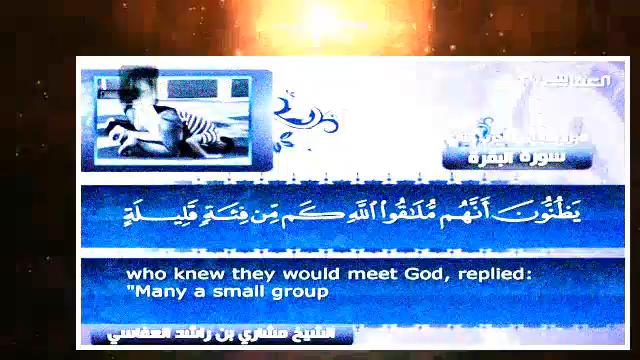 سورة البقرة
يَظُنُّونَ أَنَّهُم مُّلَـٰقُوا۟ ٱللَّهِ كَم مِّن فِئَةٍ قَلِيلَةٍ
who knew they would meet God, replied:
"Many a small group
الشيخ مشاري بن راشد العفاسي